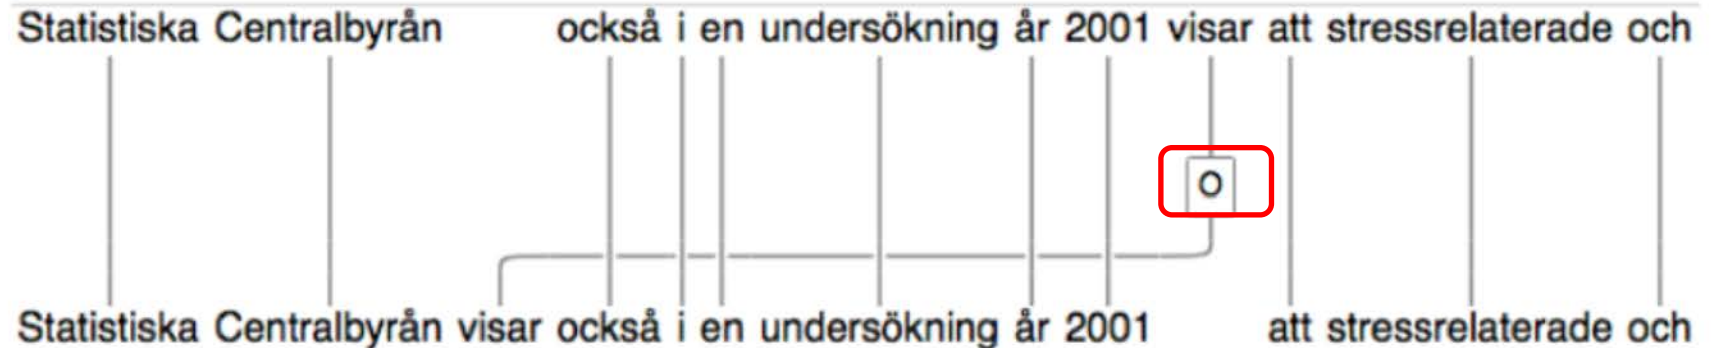 Statistiska Centralbyrån också i en undersökning år 2001 visar att stressrelaterade och
O
Statistiska Centralbyrån visar också i en undersökning år 2001 att stressrelaterade och